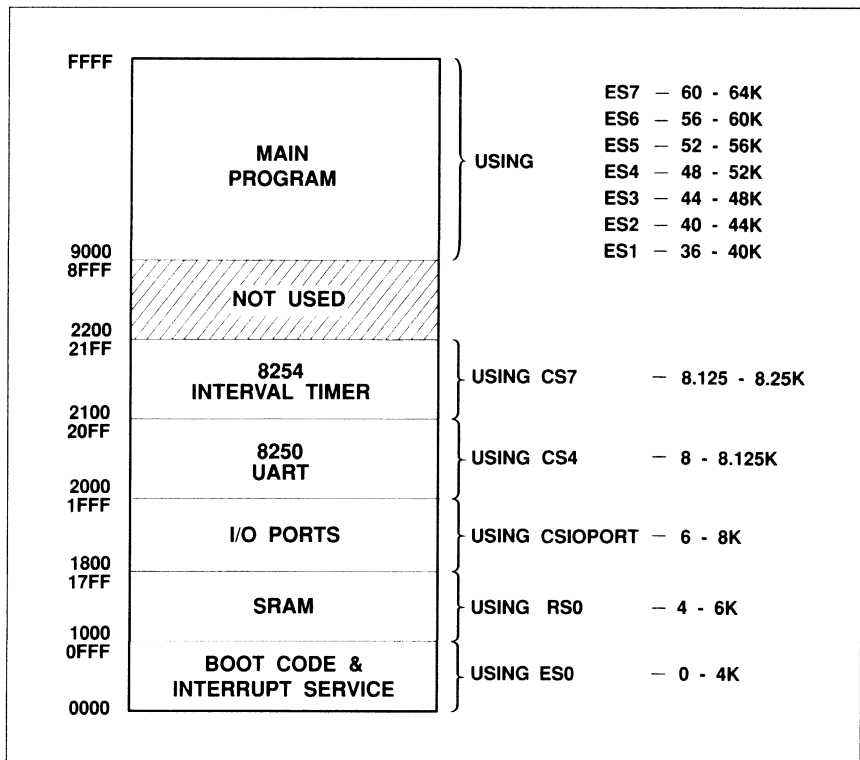 FFFF
MAIN
PROGRAM
USING
ES7 – 60 - 64K
ES6 – 56 - 60K
ES5 – 52 - 56K
ES4 – 48 - 52K
ES3 – 44 - 48K
ES2 – 40 - 44K
ES1 – 36 - 40K
9000
8FFF
NOT USED
2200
21FF
8254
INTERVAL TIMER
USING CS7 – 8.125 - 8.25K
2100
20FF
8250
UART
USING CS4 – 8 - 8.125K
2000
1FFF
I/O PORTS
USING CSIOPORT – 6 - 8K
1800
17FF
SRAM
USING RS0 – 4 - 6K
1000
0FFF
BOOT CODE &
INTERRUPT SERVICE
USING ES0 – 0 - 4K
0000